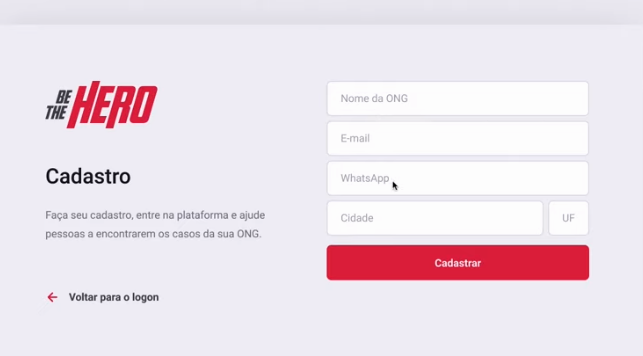 BE
THE HERO
Cadastro
Faça seu cadastro, entre na plataforma e ajude
pessoas a encontrarem os casos da sua ONG.
Voltar para o logon
Nome da ONG
E-mail
WhatsApp
Cidade
UF
Cadastrar